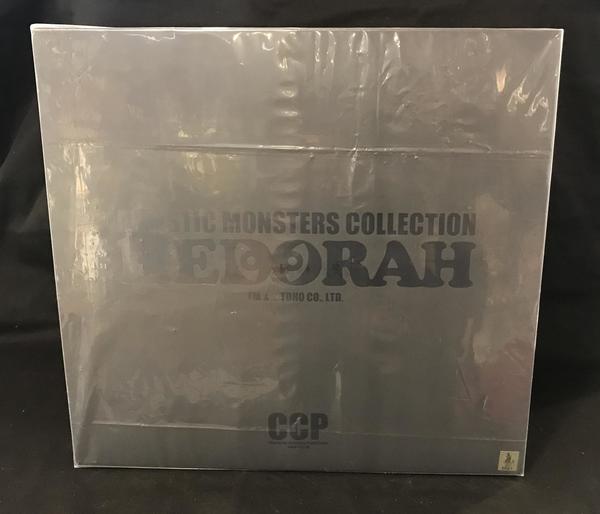 MONSTERS COLLECTION
HEDORAH
TOHO CO., LTD.
CCP